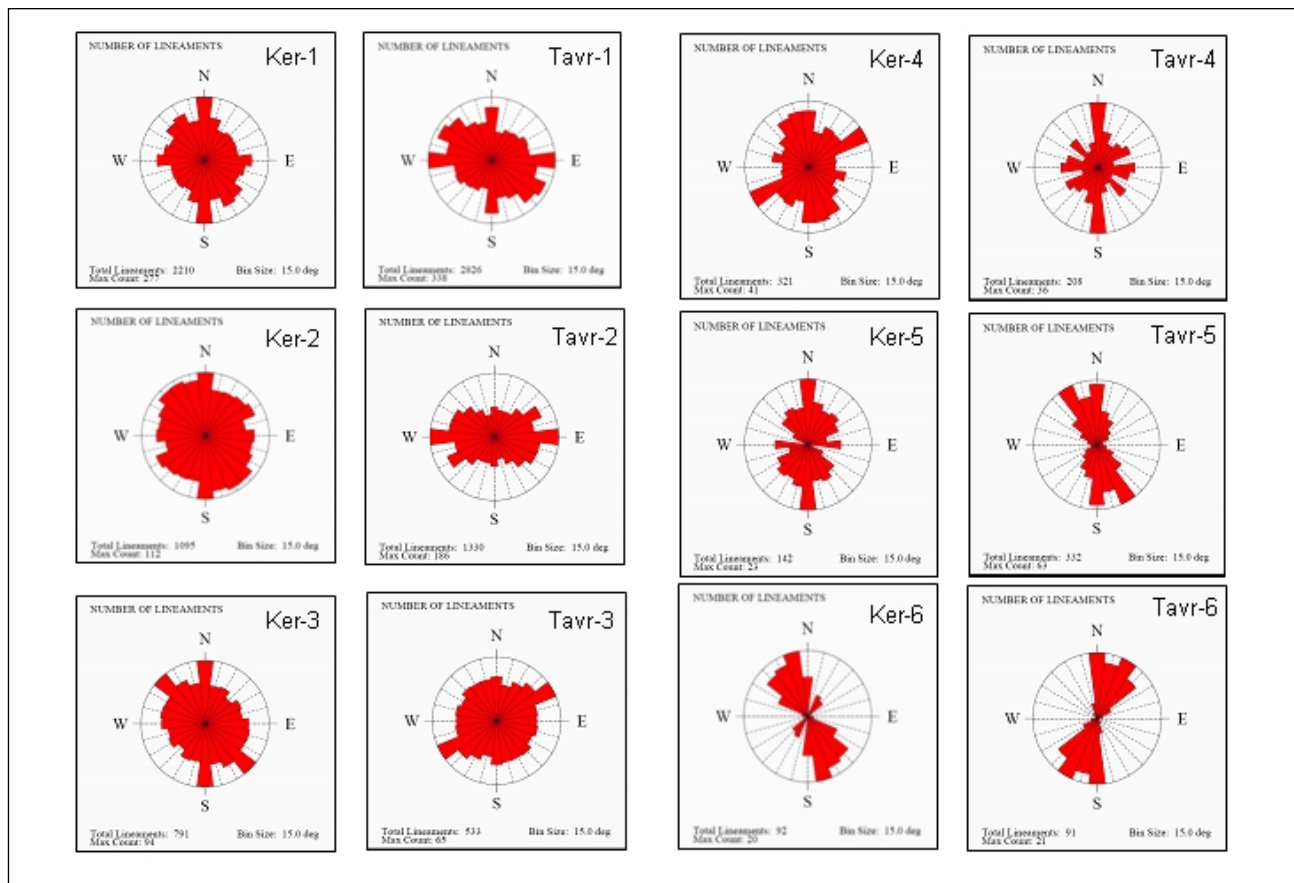 NUMBER OF LINEAMENTS
Ker-1
N
W
E
S
Total Lineaments: 2210 Bin Size: 15.0 deg
Max Count: 277
NUMBER OF LINEAMENTS
Tavr-1
N
W
E
S
Total Lineaments: 2826 Bin Size: 15.0 deg
Max Count: 338
NUMBER OF LINEAMENTS
Ker-4
N
W
E
S
Total Lineaments: 321 Bin Size: 15.0 deg
Max Count: 41
NUMBER OF LINEAMENTS
Tavr-4
N
W
E
S
Total Lineaments: 208 Bin Size: 15.0 deg
Max Count: 36
NUMBER OF LINEAMENTS
Ker-2
N
W
E
S
Total Lineaments: 1095 Bin Size: 15.0 deg
Max Count: 112
NUMBER OF LINEAMENTS
Tavr-2
N
W
E
S
Total Lineaments: 1330 Bin Size: 15.0 deg
Max Count: 186
NUMBER OF LINEAMENTS
Ker-5
N
W
E
S
Total Lineaments: 142 Bin Size: 15.0 deg
Max Count: 23
NUMBER OF LINEAMENTS
Tavr-5
N
W
E
S
Total Lineaments: 332 Bin Size: 15.0 deg
Max Count: 63
NUMBER OF LINEAMENTS
Ker-3
N
W
E
S
Total Lineaments: 791 Bin Size: 15.0 deg
Max Count: 94
NUMBER OF LINEAMENTS
Tavr-3
N
W
E
S
Total Lineaments: 533 Bin Size: 15.0 deg
Max Count: 65
NUMBER OF LINEAMENTS
Ker-6
N
W
E
S
Total Lineaments: 92 Bin Size: 15.0 deg
Max Count: 20
NUMBER OF LINEAMENTS
Tavr-6
N
W
E
S
Total Lineaments: 91 Bin Size: 15.0 deg
Max Count: 21